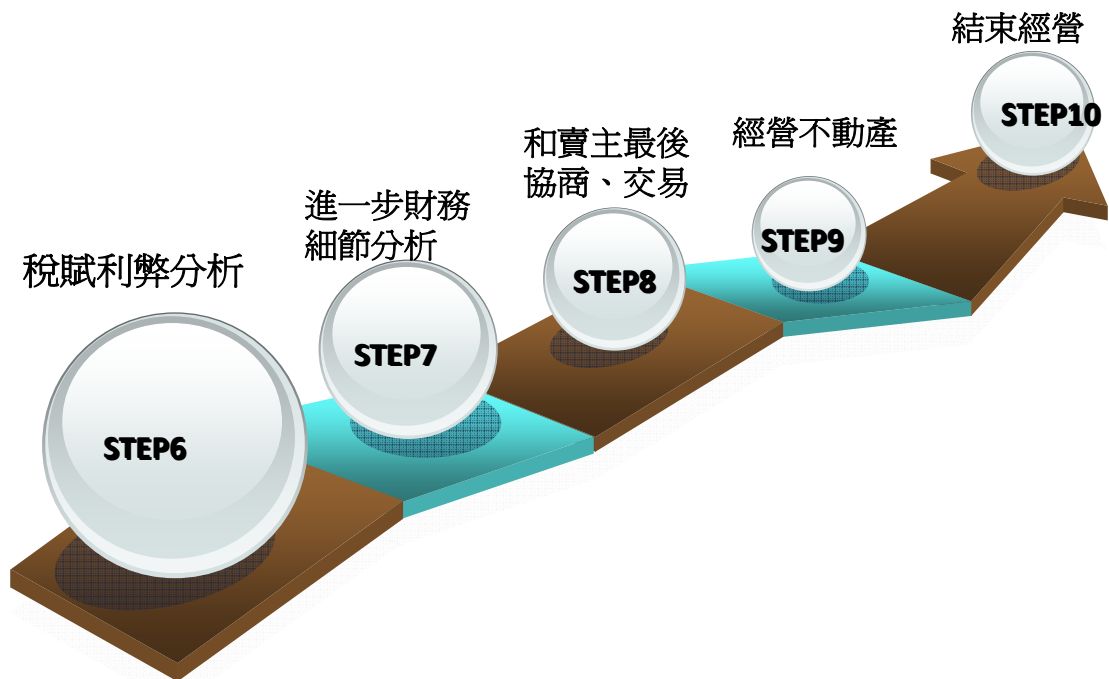 稅賦利弊分析
STEP6
進一步財務
細節分析
STEP7
和賣主最後
協商、交易
STEP8
經營不動產
STEP9
結束經營
STEP10